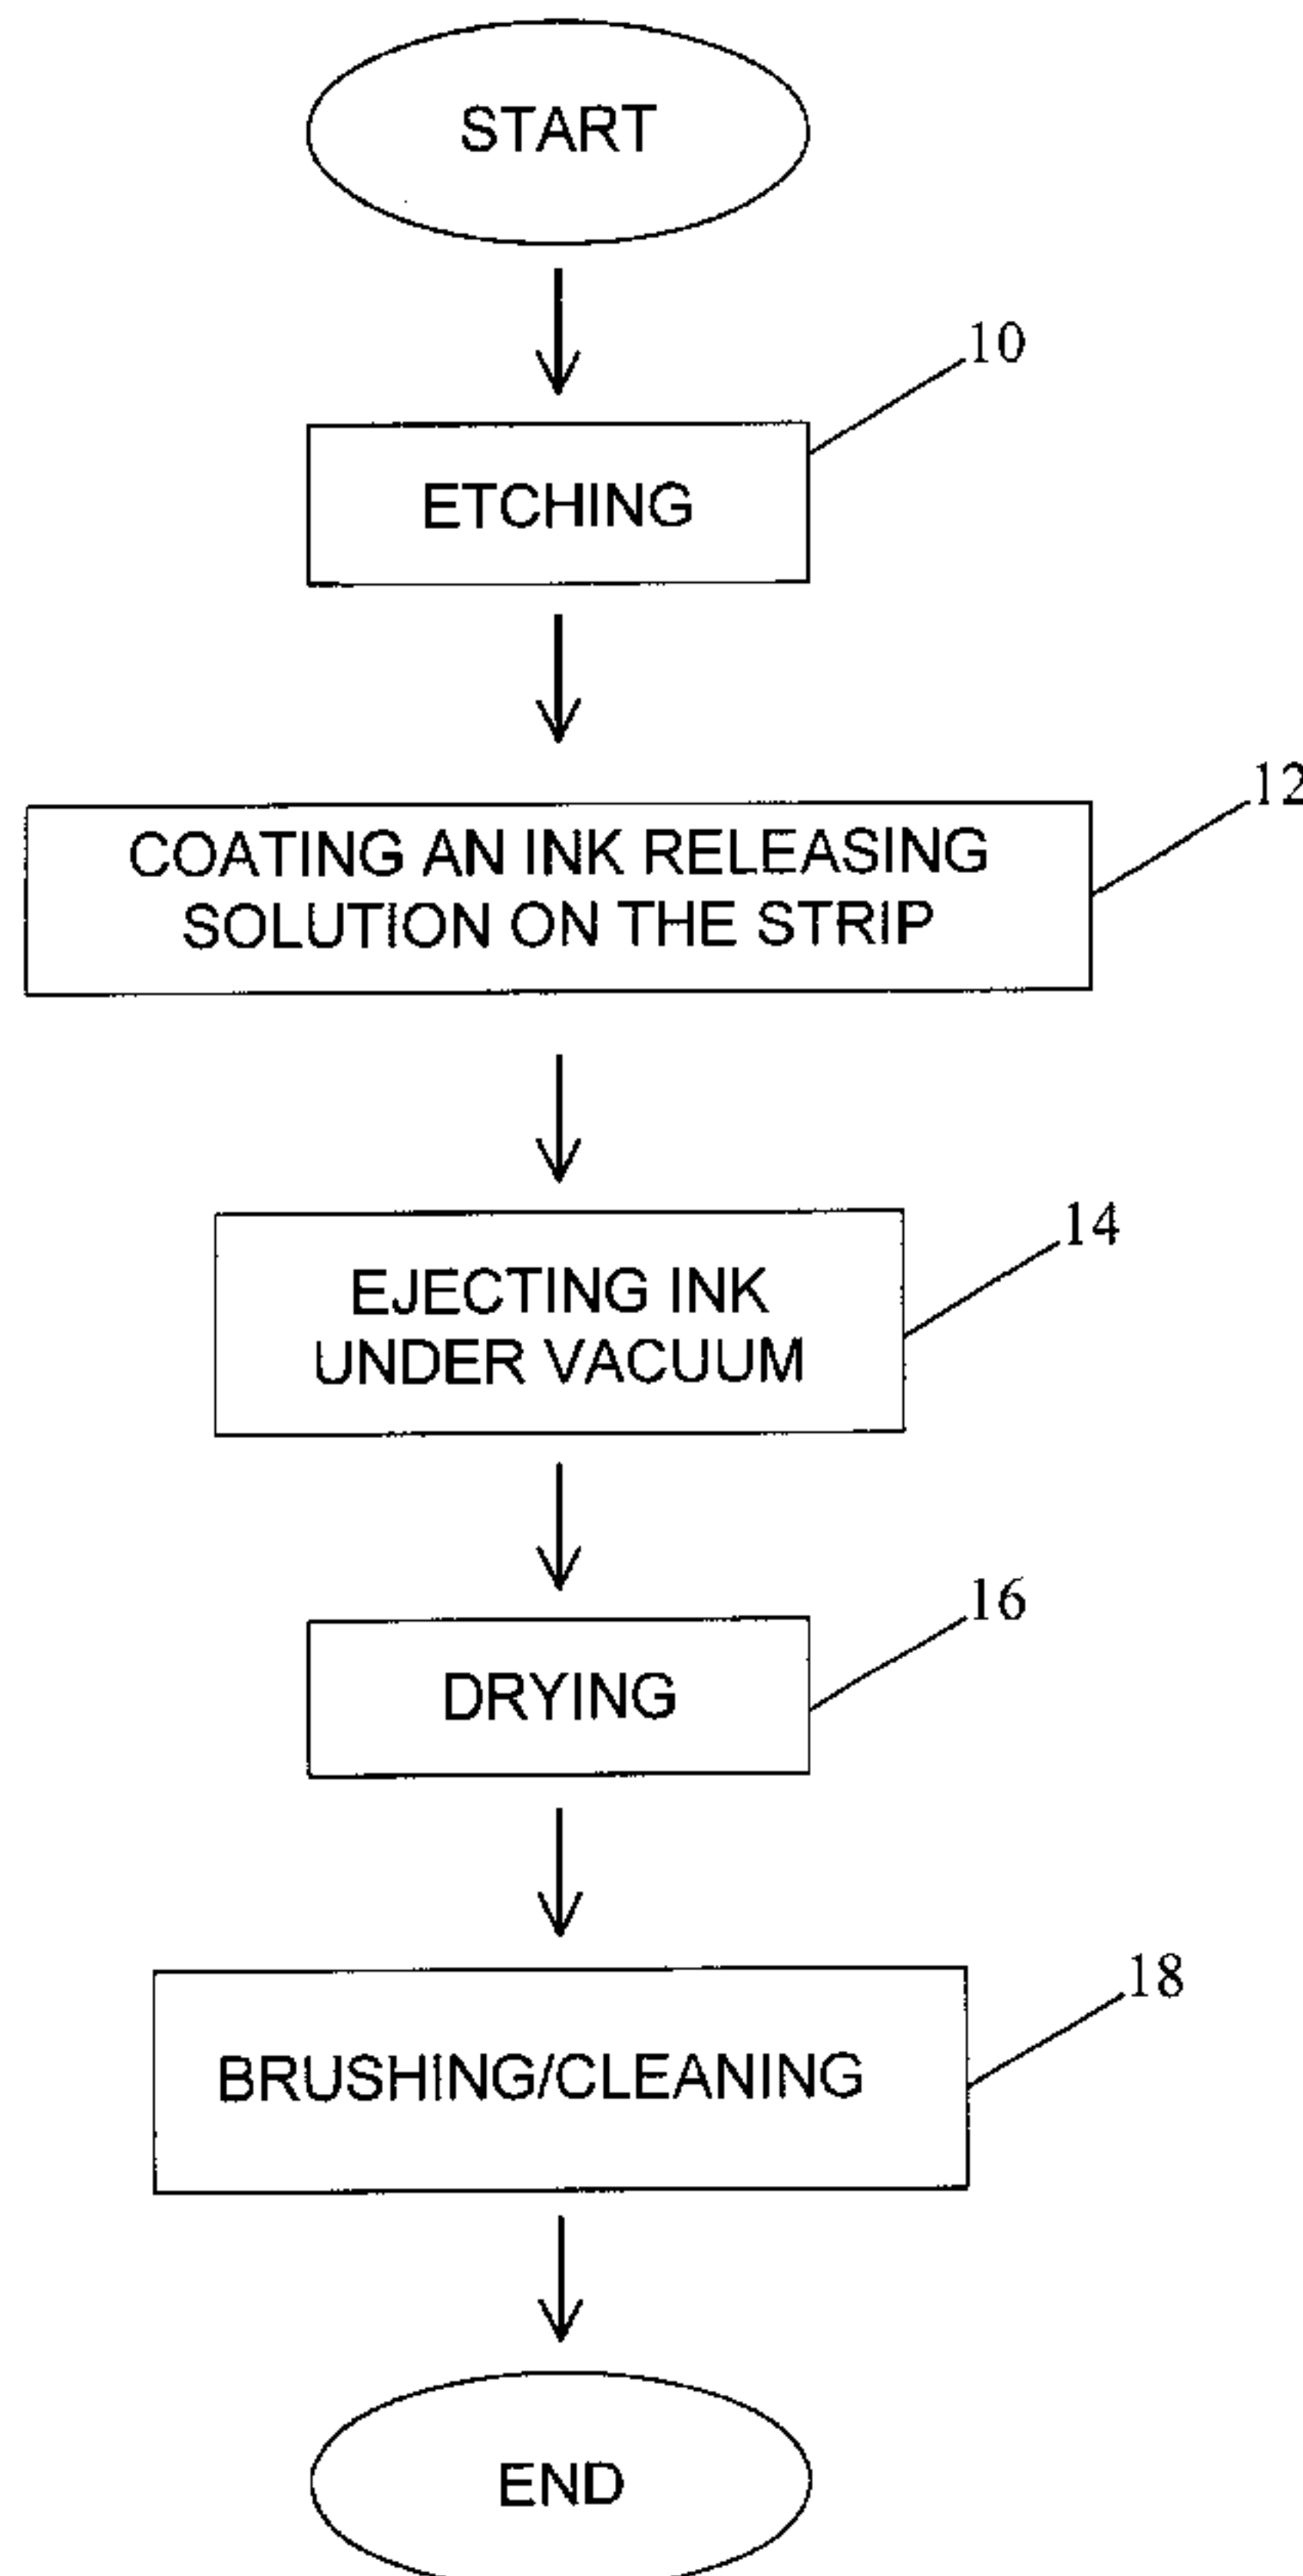 START
10
ETCHING
12
COATING AN INK RELEASING
SOLUTION ON THE STRIP
14
EJECTING INK
UNDER VACUUM
16
DRYING
18
BRUSHING/CLEANING
END